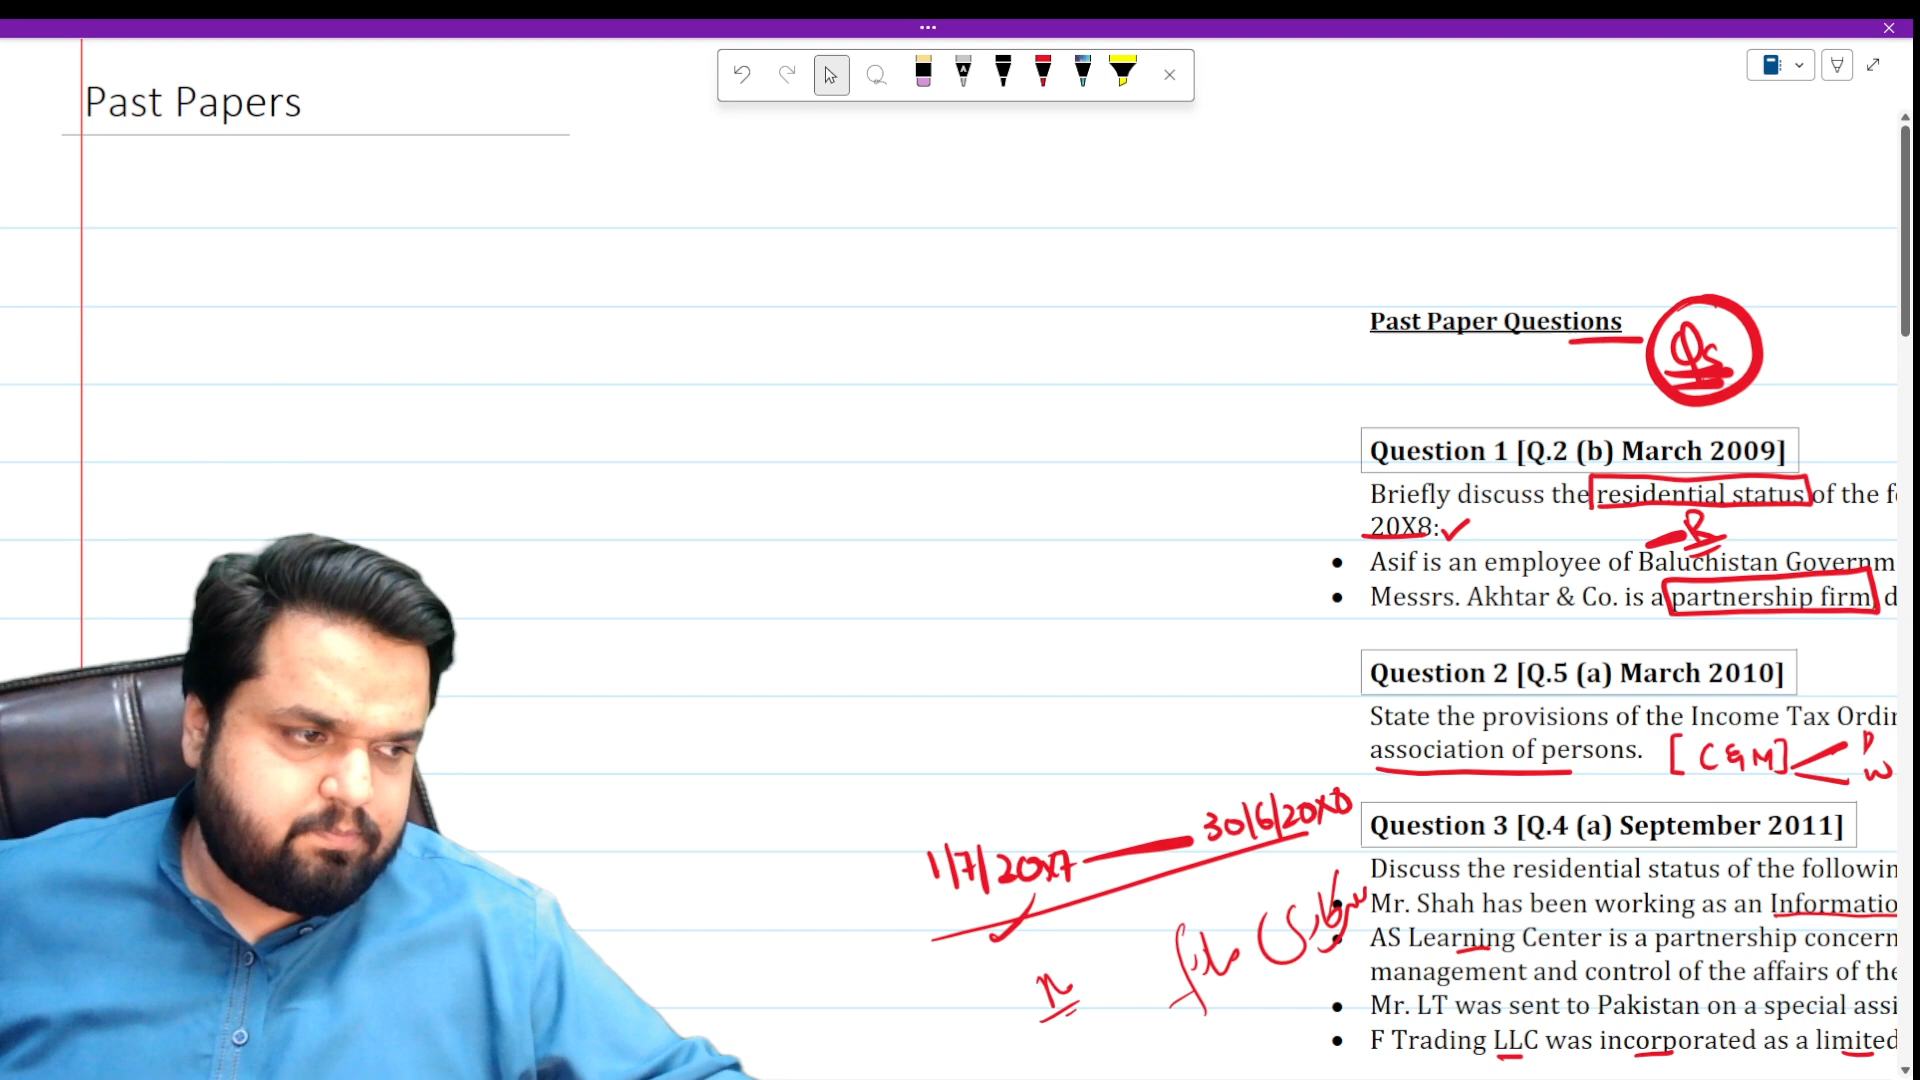 Past Papers
Past Paper Questions
Qs
Question 1 [Q.2 (b) March 2009]
Briefly discuss the residential status of the f
20X8:
R
Asif is an employee of Baluchistan Governm
Messrs. Akhtar & Co. is a partnership firm, d
Question 2 [Q.5 (a) March 2010]
State the provisions of the Income Tax Ordin
association of persons. [C & M] P
W
1/7/20X7 30/6/20X8
Question 3 [Q.4 (a) September 2011]
Discuss the residential status of the followin
Mr. Shah has been working as an Informatio
AS Learning Center is a partnership concern
management and control of the affairs of the
Mr. LT was sent to Pakistan on a special assi
F Trading LLC was incorporated as a limited